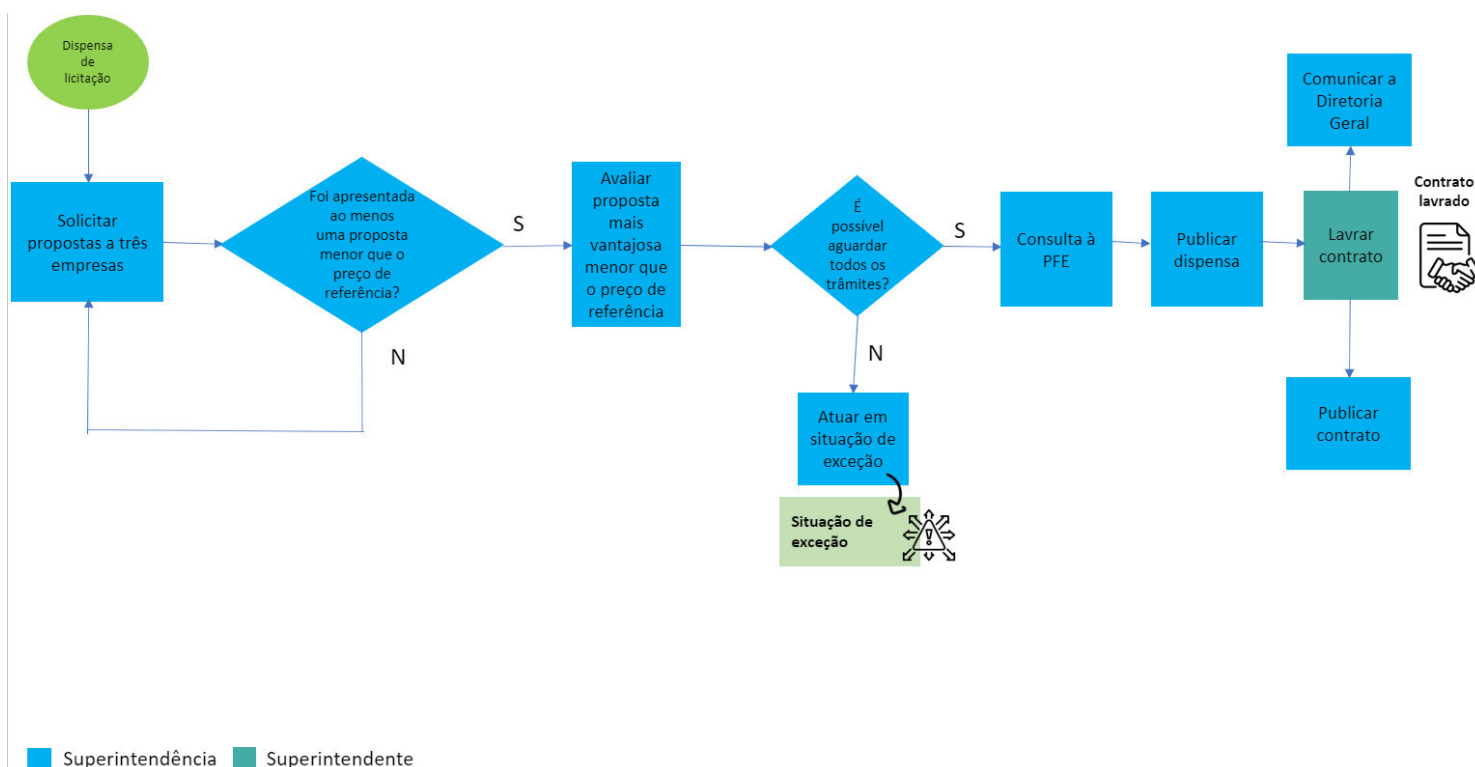 Dispensa
de
licitação
Solicitar
propostas a três
empresas
Foi apresentada
ao menos
uma proposta
menor que o
preço de
referência?
S
N
Avaliar
proposta
mais
vantajosa
menor que
o preço de
referência
É
possível
aguardar
todos os
trâmites?
S
N
Atuar em
situação de
exceção
Situação de
exceção
Consulta à
PFE
Publicar
dispensa
Comunicar a
Diretoria
Geral
Lavrar
contrato
Contrato
lavrado
Publicar
contrato
Superintendência
Superintendente